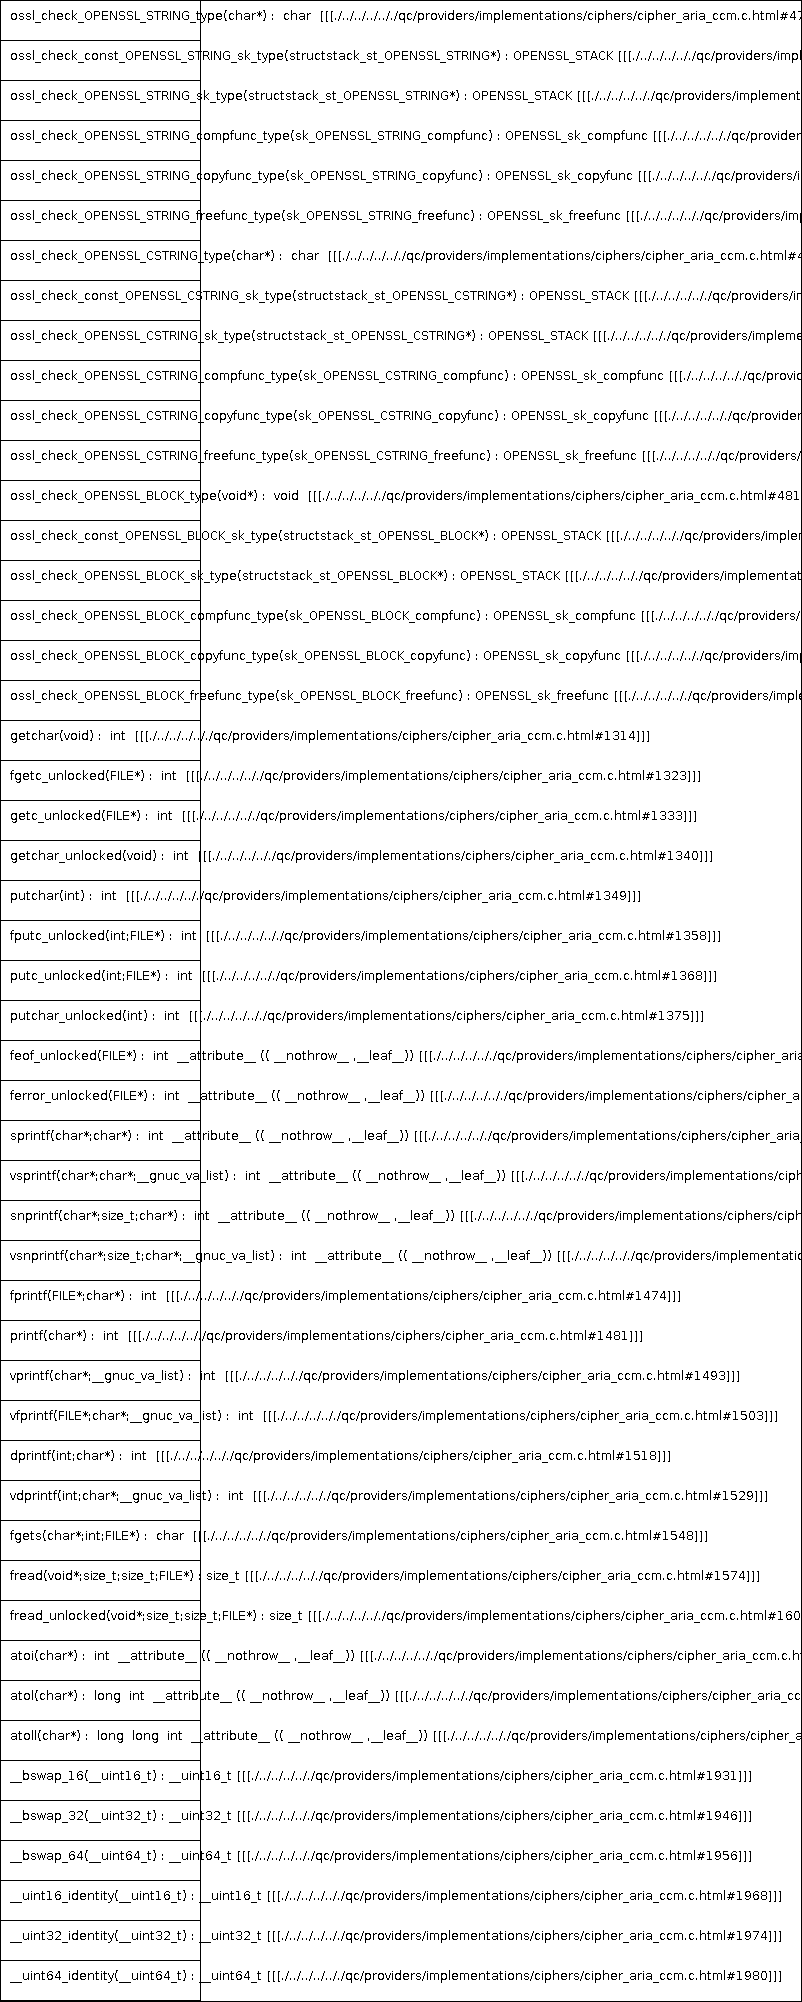 ossl_check_OPENSSL_STRING_type(char*) : char [[[./../../../../qc/providers/implementations/ciphers/cipher_aria_ccm.c.html#47
ossl_check_const_OPENSSL_STRING_sk_type(structstack_st_OPENSSL_STRING*) : OPENSSL_STACK [[[./../../../../qc/providers/impl
ossl_check_OPENSSL_STRING_sk_type(structstack_st_OPENSSL_STRING*) : OPENSSL_STACK [[[./../../../../qc/providers/implement
ossl_check_OPENSSL_STRING_compfunc_type(sk_OPENSSL_STRING_compfunc) : OPENSSL_sk_compfunc [[[./../../../../qc/provider
ossl_check_OPENSSL_STRING_copyfunc_type(sk_OPENSSL_STRING_copyfunc) : OPENSSL_sk_copyfunc [[[./../../../../qc/providers/i
ossl_check_OPENSSL_STRING_freefunc_type(sk_OPENSSL_STRING_freefunc) : OPENSSL_sk_freefunc [[[./../../../../qc/providers/imp
ossl_check_OPENSSL_CSTRING_type(char*) : char [[[./../../../../qc/providers/implementations/ciphers/cipher_aria_ccm.c.html#4
ossl_check_const_OPENSSL_CSTRING_sk_type(structstack_st_OPENSSL_CSTRING*) : OPENSSL_STACK [[[./../../../../qc/providers/in
ossl_check_OPENSSL_CSTRING_sk_type(structstack_st_OPENSSL_CSTRING*) : OPENSSL_STACK [[[./../../../../qc/providers/impleme
ossl_check_OPENSSL_CSTRING_compfunc_type(sk_OPENSSL_CSTRING_compfunc) : OPENSSL_sk_compfunc [[[./../../../../qc/provid
ossl_check_OPENSSL_CSTRING_copyfunc_type(sk_OPENSSL_CSTRING_copyfunc) : OPENSSL_sk_copyfunc [[[./../../../../qc/provider
ossl_check_OPENSSL_CSTRING_freefunc_type(sk_OPENSSL_CSTRING_freefunc) : OPENSSL_sk_freefunc [[[./../../../../qc/providers/
ossl_check_OPENSSL_BLOCK_type(void*) : void [[[./../../../../qc/providers/implementations/ciphers/cipher_aria_ccm.c.html#481
ossl_check_const_OPENSSL_BLOCK_sk_type(structstack_st_OPENSSL_BLOCK*) : OPENSSL_STACK [[[./../../../../qc/providers/implem
ossl_check_OPENSSL_BLOCK_sk_type(structstack_st_OPENSSL_BLOCK*) : OPENSSL_STACK [[[./../../../../qc/providers/implementat
ossl_check_OPENSSL_BLOCK_compfunc_type(sk_OPENSSL_BLOCK_compfunc) : OPENSSL_sk_compfunc [[[./../../../../qc/providers/
ossl_check_OPENSSL_BLOCK_copyfunc_type(sk_OPENSSL_BLOCK_copyfunc) : OPENSSL_sk_copyfunc [[[./../../../../qc/providers/imp
ossl_check_OPENSSL_BLOCK_freefunc_type(sk_OPENSSL_BLOCK_freefunc) : OPENSSL_sk_freefunc [[[./../../../../qc/providers/imple
getchar(void) : int [[[./../../../../qc/providers/implementations/ciphers/cipher_aria_ccm.c.html#1314]]]
fgetc_unlocked(FILE*) : int [[[./../../../../qc/providers/implementations/ciphers/cipher_aria_ccm.c.html#1323]]]
getc_unlocked(FILE*) : int [[[./../../../../qc/providers/implementations/ciphers/cipher_aria_ccm.c.html#1333]]]
getchar_unlocked(void) : int [[[./../../../../qc/providers/implementations/ciphers/cipher_aria_ccm.c.html#1340]]]
putchar(int) : int [[[./../../../../qc/providers/implementations/ciphers/cipher_aria_ccm.c.html#1349]]]
fputc_unlocked(int;FILE*) : int [[[./../../../../qc/providers/implementations/ciphers/cipher_aria_ccm.c.html#1358]]]
putc_unlocked(int;FILE*) : int [[[./../../../../qc/providers/implementations/ciphers/cipher_aria_ccm.c.html#1368]]]
putchar_unlocked(int) : int [[[./../../../../qc/providers/implementations/ciphers/cipher_aria_ccm.c.html#1375]]]
feof_unlocked(FILE*) : int __attribute__ (( __nothrow__ ,__leaf__)) [[[./../../../../qc/providers/implementations/ciphers/cipher_aria
ferror_unlocked(FILE*) : int __attribute__ (( __nothrow__ ,__leaf__)) [[[./../../../../qc/providers/implementations/ciphers/cipher_a
sprintf(char*;char*) : int __attribute__ (( __nothrow__ ,__leaf__)) [[[./../../../../qc/providers/implementations/ciphers/cipher_aria_
vsprintf(char*;char*;__gnuc_va_list) : int __attribute__ (( __nothrow__ ,__leaf__)) [[[./../../../../qc/providers/implementations/ciph
snprintf(char*;size_t;char*) : int __attribute__ (( __nothrow__ ,__leaf__)) [[[./../../../../qc/providers/implementations/ciphers/ciph
vsnprintf(char*;size_t;char*;__gnuc_va_list) : int __attribute__ (( __nothrow__ ,__leaf__)) [[[./../../../../qc/providers/implementatio
fprintf(FILE*;char*) : int [[[./../../../../qc/providers/implementations/ciphers/cipher_aria_ccm.c.html#1474]]]
printf(char*) : int [[[./../../../../qc/providers/implementations/ciphers/cipher_aria_ccm.c.html#1481]]]
vprintf(char*;__gnuc_va_list) : int [[[./../../../../qc/providers/implementations/ciphers/cipher_aria_ccm.c.html#1493]]]
vfprintf(FILE*;char*;__gnuc_va_list) : int [[[./../../../../qc/providers/implementations/ciphers/cipher_aria_ccm.c.html#1503]]]
dprintf(int;char*) : int [[[./../../../../qc/providers/implementations/ciphers/cipher_aria_ccm.c.html#1518]]]
vdprintf(int;char*;__gnuc_va_list) : int [[[./../../../../qc/providers/implementations/ciphers/cipher_aria_ccm.c.html#1529]]]
fgets(char*;int;FILE*) : char [[[./../../../../qc/providers/implementations/ciphers/cipher_aria_ccm.c.html#1548]]]
fread(void*;size_t;size_t;FILE*) : size_t [[[./../../../../qc/providers/implementations/ciphers/cipher_aria_ccm.c.html#1574]]]
fread_unlocked(void*;size_t;size_t;FILE*) : size_t [[[./../../../../qc/providers/implementations/ciphers/cipher_aria_ccm.c.html#160
atoi(char*) : int __attribute__ (( __nothrow__ ,__leaf__)) [[[./../../../../qc/providers/implementations/ciphers/cipher_aria_ccm.c.h
atol(char*) : long int __attribute__ (( __nothrow__ ,__leaf__)) [[[./../../../../qc/providers/implementations/ciphers/cipher_aria_cc
atoll(char*) : long long int __attribute__ (( __nothrow__ ,__leaf__)) [[[./../../../../qc/providers/implementations/ciphers/cipher_a
__bswap_16(__uint16_t) : __uint16_t [[[./../../../../qc/providers/implementations/ciphers/cipher_aria_ccm.c.html#1931]]]
__bswap_32(__uint32_t) : __uint32_t [[[./../../../../qc/providers/implementations/ciphers/cipher_aria_ccm.c.html#1946]]]
__bswap_64(__uint64_t) : __uint64_t [[[./../../../../qc/providers/implementations/ciphers/cipher_aria_ccm.c.html#1956]]]
__uint16_identity(__uint16_t) : __uint16_t [[[./../../../../qc/providers/implementations/ciphers/cipher_aria_ccm.c.html#1968]]]
__uint32_identity(__uint32_t) : __uint32_t [[[./../../../../qc/providers/implementations/ciphers/cipher_aria_ccm.c.html#1974]]]
__uint64_identity(__uint64_t) : __uint64_t [[[./../../../../qc/providers/implementations/ciphers/cipher_aria_ccm.c.html#1980]]]